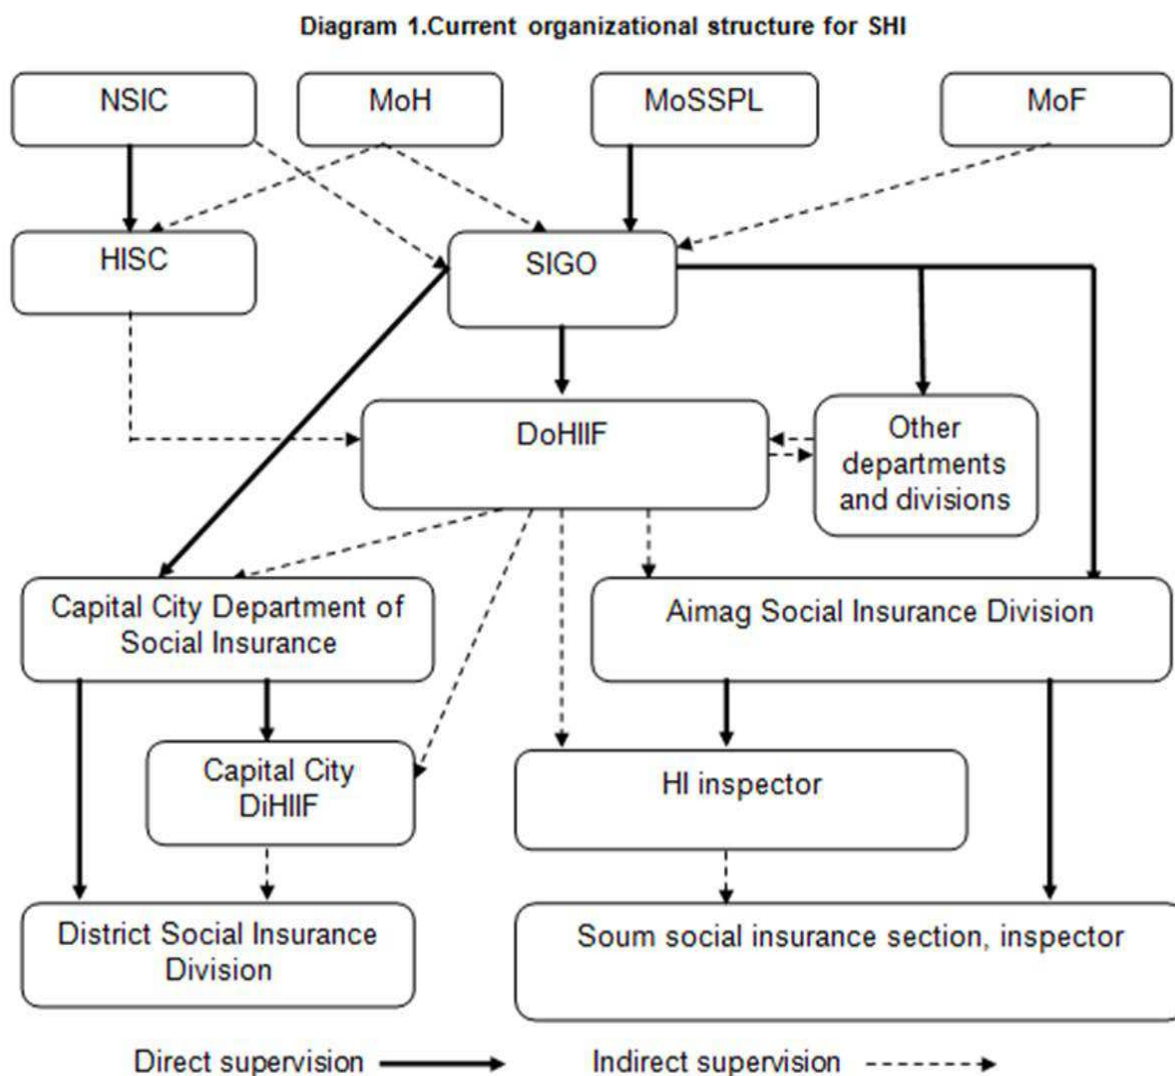 Diagram 1.Current organizational structure for SHI
NSIC
MoH
MoSSPL
MoF
HISC
SIGO
DoHIIF
Other
departments
and divisions
Capital City Department of
Social Insurance
Aimag Social Insurance Division
Capital City
DiHIIF
HI inspector
District Social Insurance
Division
Soum social insurance section, inspector
Direct supervision
Indirect supervision